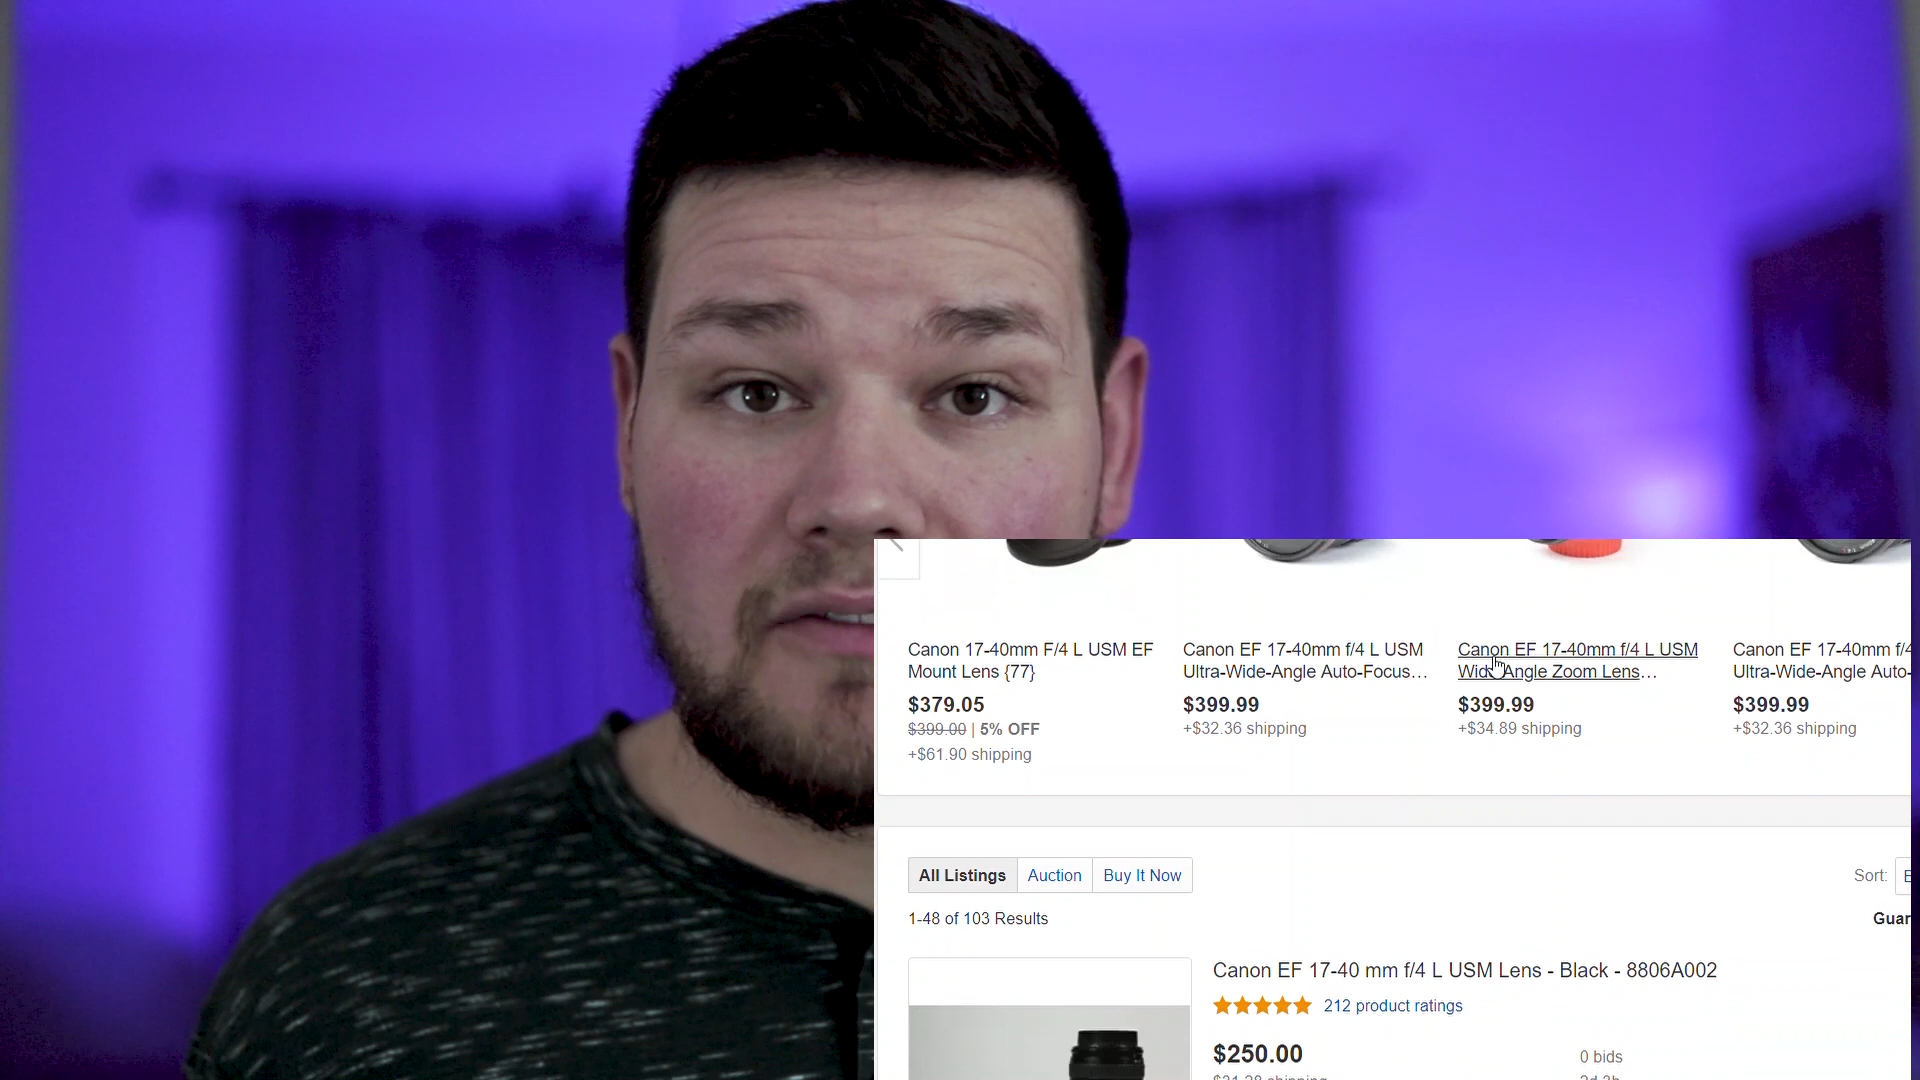 Canon 17-40mm F/4 L USM EF
Mount Lens {77}
$379.05
$399.00 | 5% OFF
+$61.90 shipping
Canon EF 17-40mm f/4 L USM
Ultra-Wide-Angle Auto-Focus...
$399.99
+$32.36 shipping
Canon EF 17-40mm f/4 L USM
Wide-Angle Zoom Lens...
$399.99
+$34.89 shipping
Canon EF 17-40mm f/4
Ultra-Wide-Angle Auto-
$399.99
+$32.36 shipping
All Listings
Auction
Buy It Now
Sort:
1-48 of 103 Results
Guar
Canon EF 17-40 mm f/4 L USM Lens - Black - 8806A002
212 product ratings
$250.00
0 bids